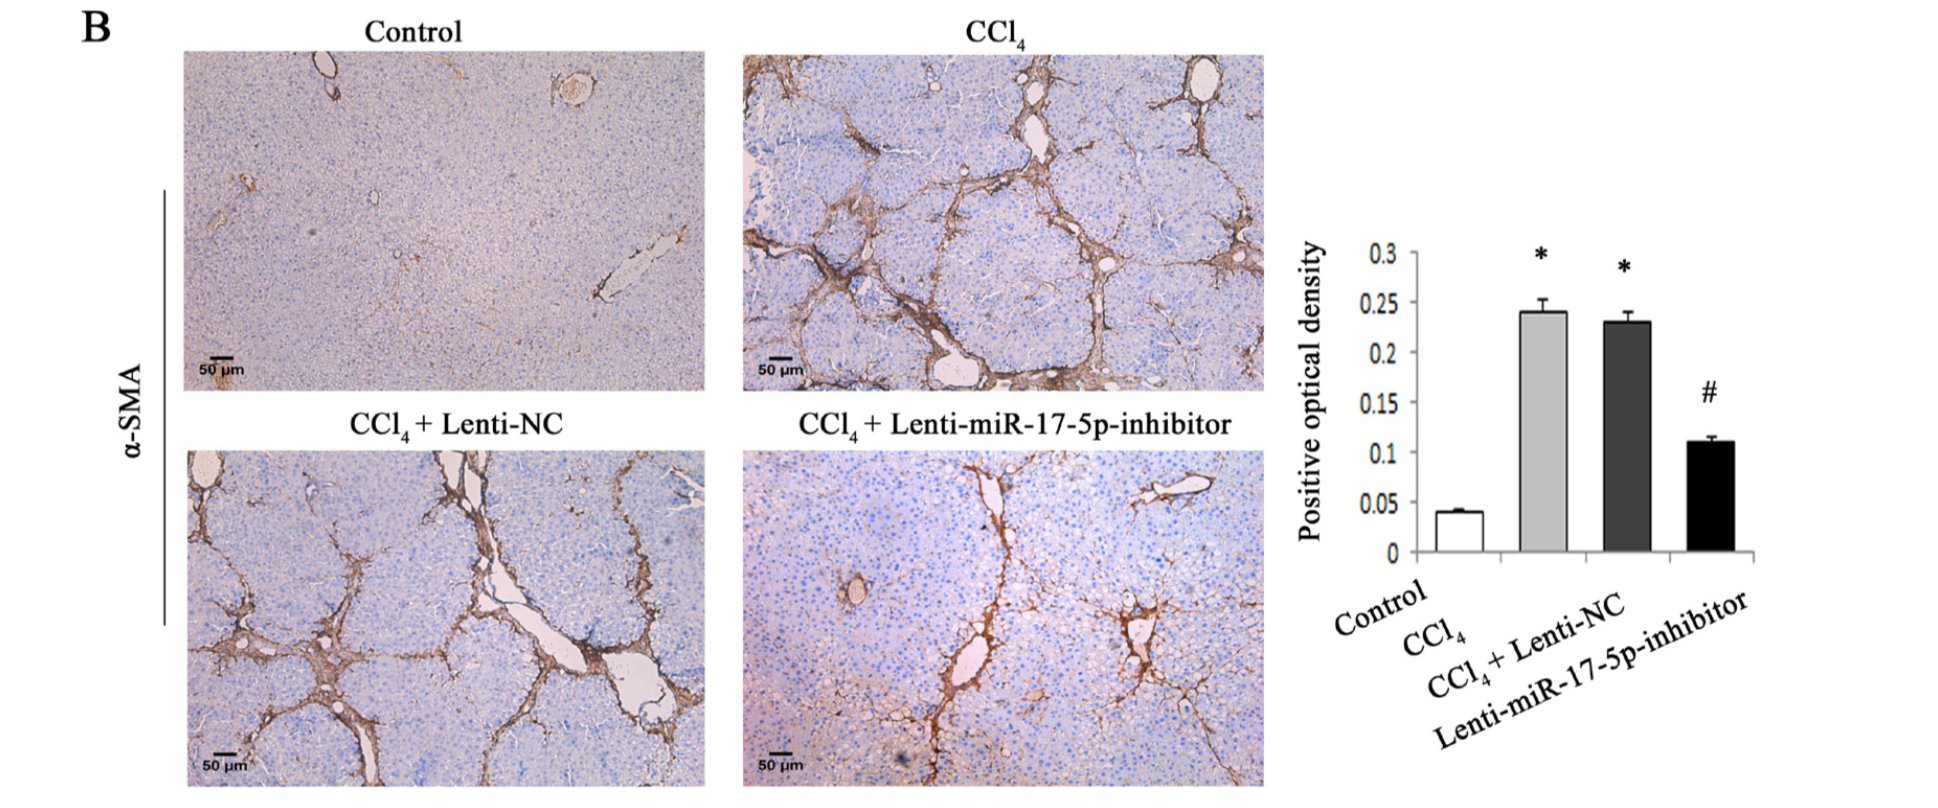 B
Control
CCl4
50 µm
50 µm
α-SMA
CCl4 + Lenti-NC
CCl4 + Lenti-miR-17-5p-inhibitor
50 µm
50 µm
Positive optical density
0.3
0.25
0.2
0.15
0.1
0.05
0
*
*
#
Control
CCl4
CCl4 + Lenti-NC
Lenti-miR-17-5p-inhibitor